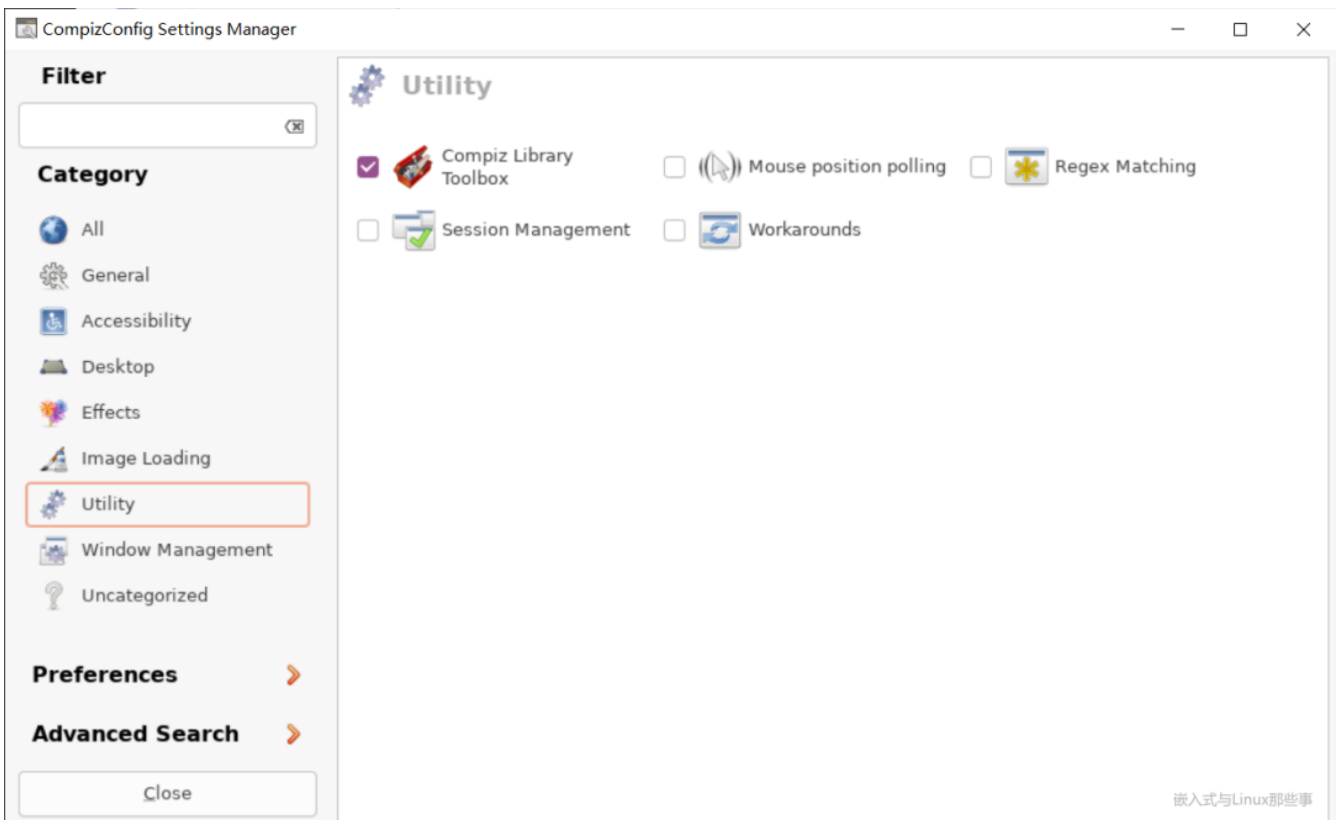 CompizConfig Settings Manager
Filter
Category
All
General
Accessibility
Desktop
Effects
Image Loading
Utility
Window Management
Uncategorized
Preferences
Advanced Search
Close
Utility
Compiz Library
Toolbox
Mouse position polling
Regex Matching
Session Management
Workarounds
嵌入式与Linux那些事